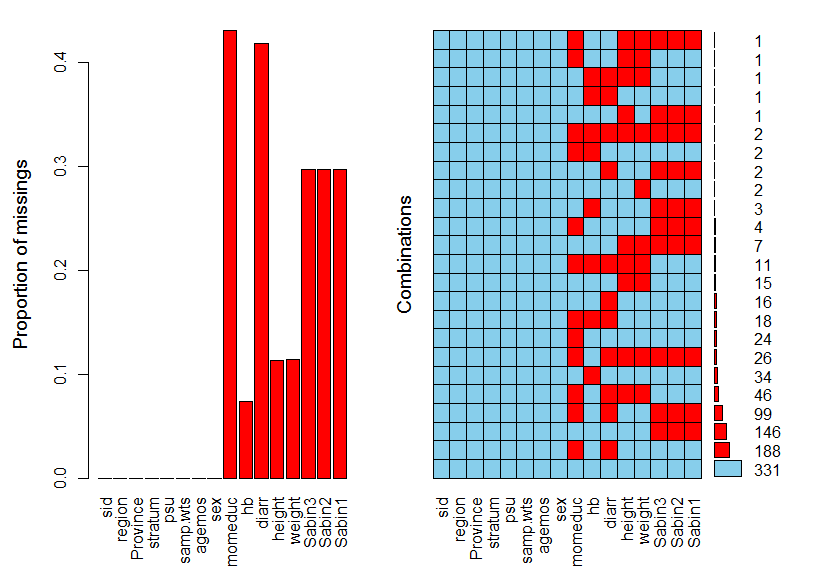 Proportion of missings
0.4
0.3
0.2
0.1
0.0
sid
region
Province
stratum
psu
samp.wts
agemos
sex
momeduc
hb
diarr
height
weight
Sabin3
Sabin2
Sabin1
Combinations
1
1
1
1
1
2
2
2
2
3
4
7
11
15
16
18
24
26
34
46
99
146
188
331
sid
region
Province
stratum
psu
samp.wts
agemos
sex
momeduc
hb
diarr
height
weight
Sabin3
Sabin2
Sabin1